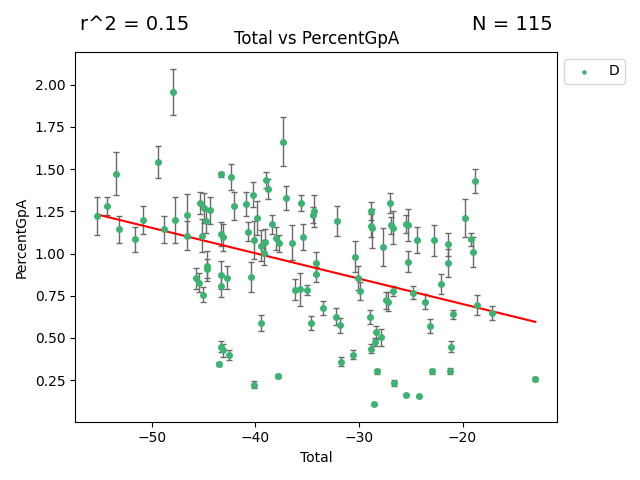 r^2 = 0.15 N = 115
Total vs PercentGpA
D
PercentGpA
2.00
1.75
1.50
1.25
1.00
0.75
0.50
0.25
−50 −40 −30 −20
Total